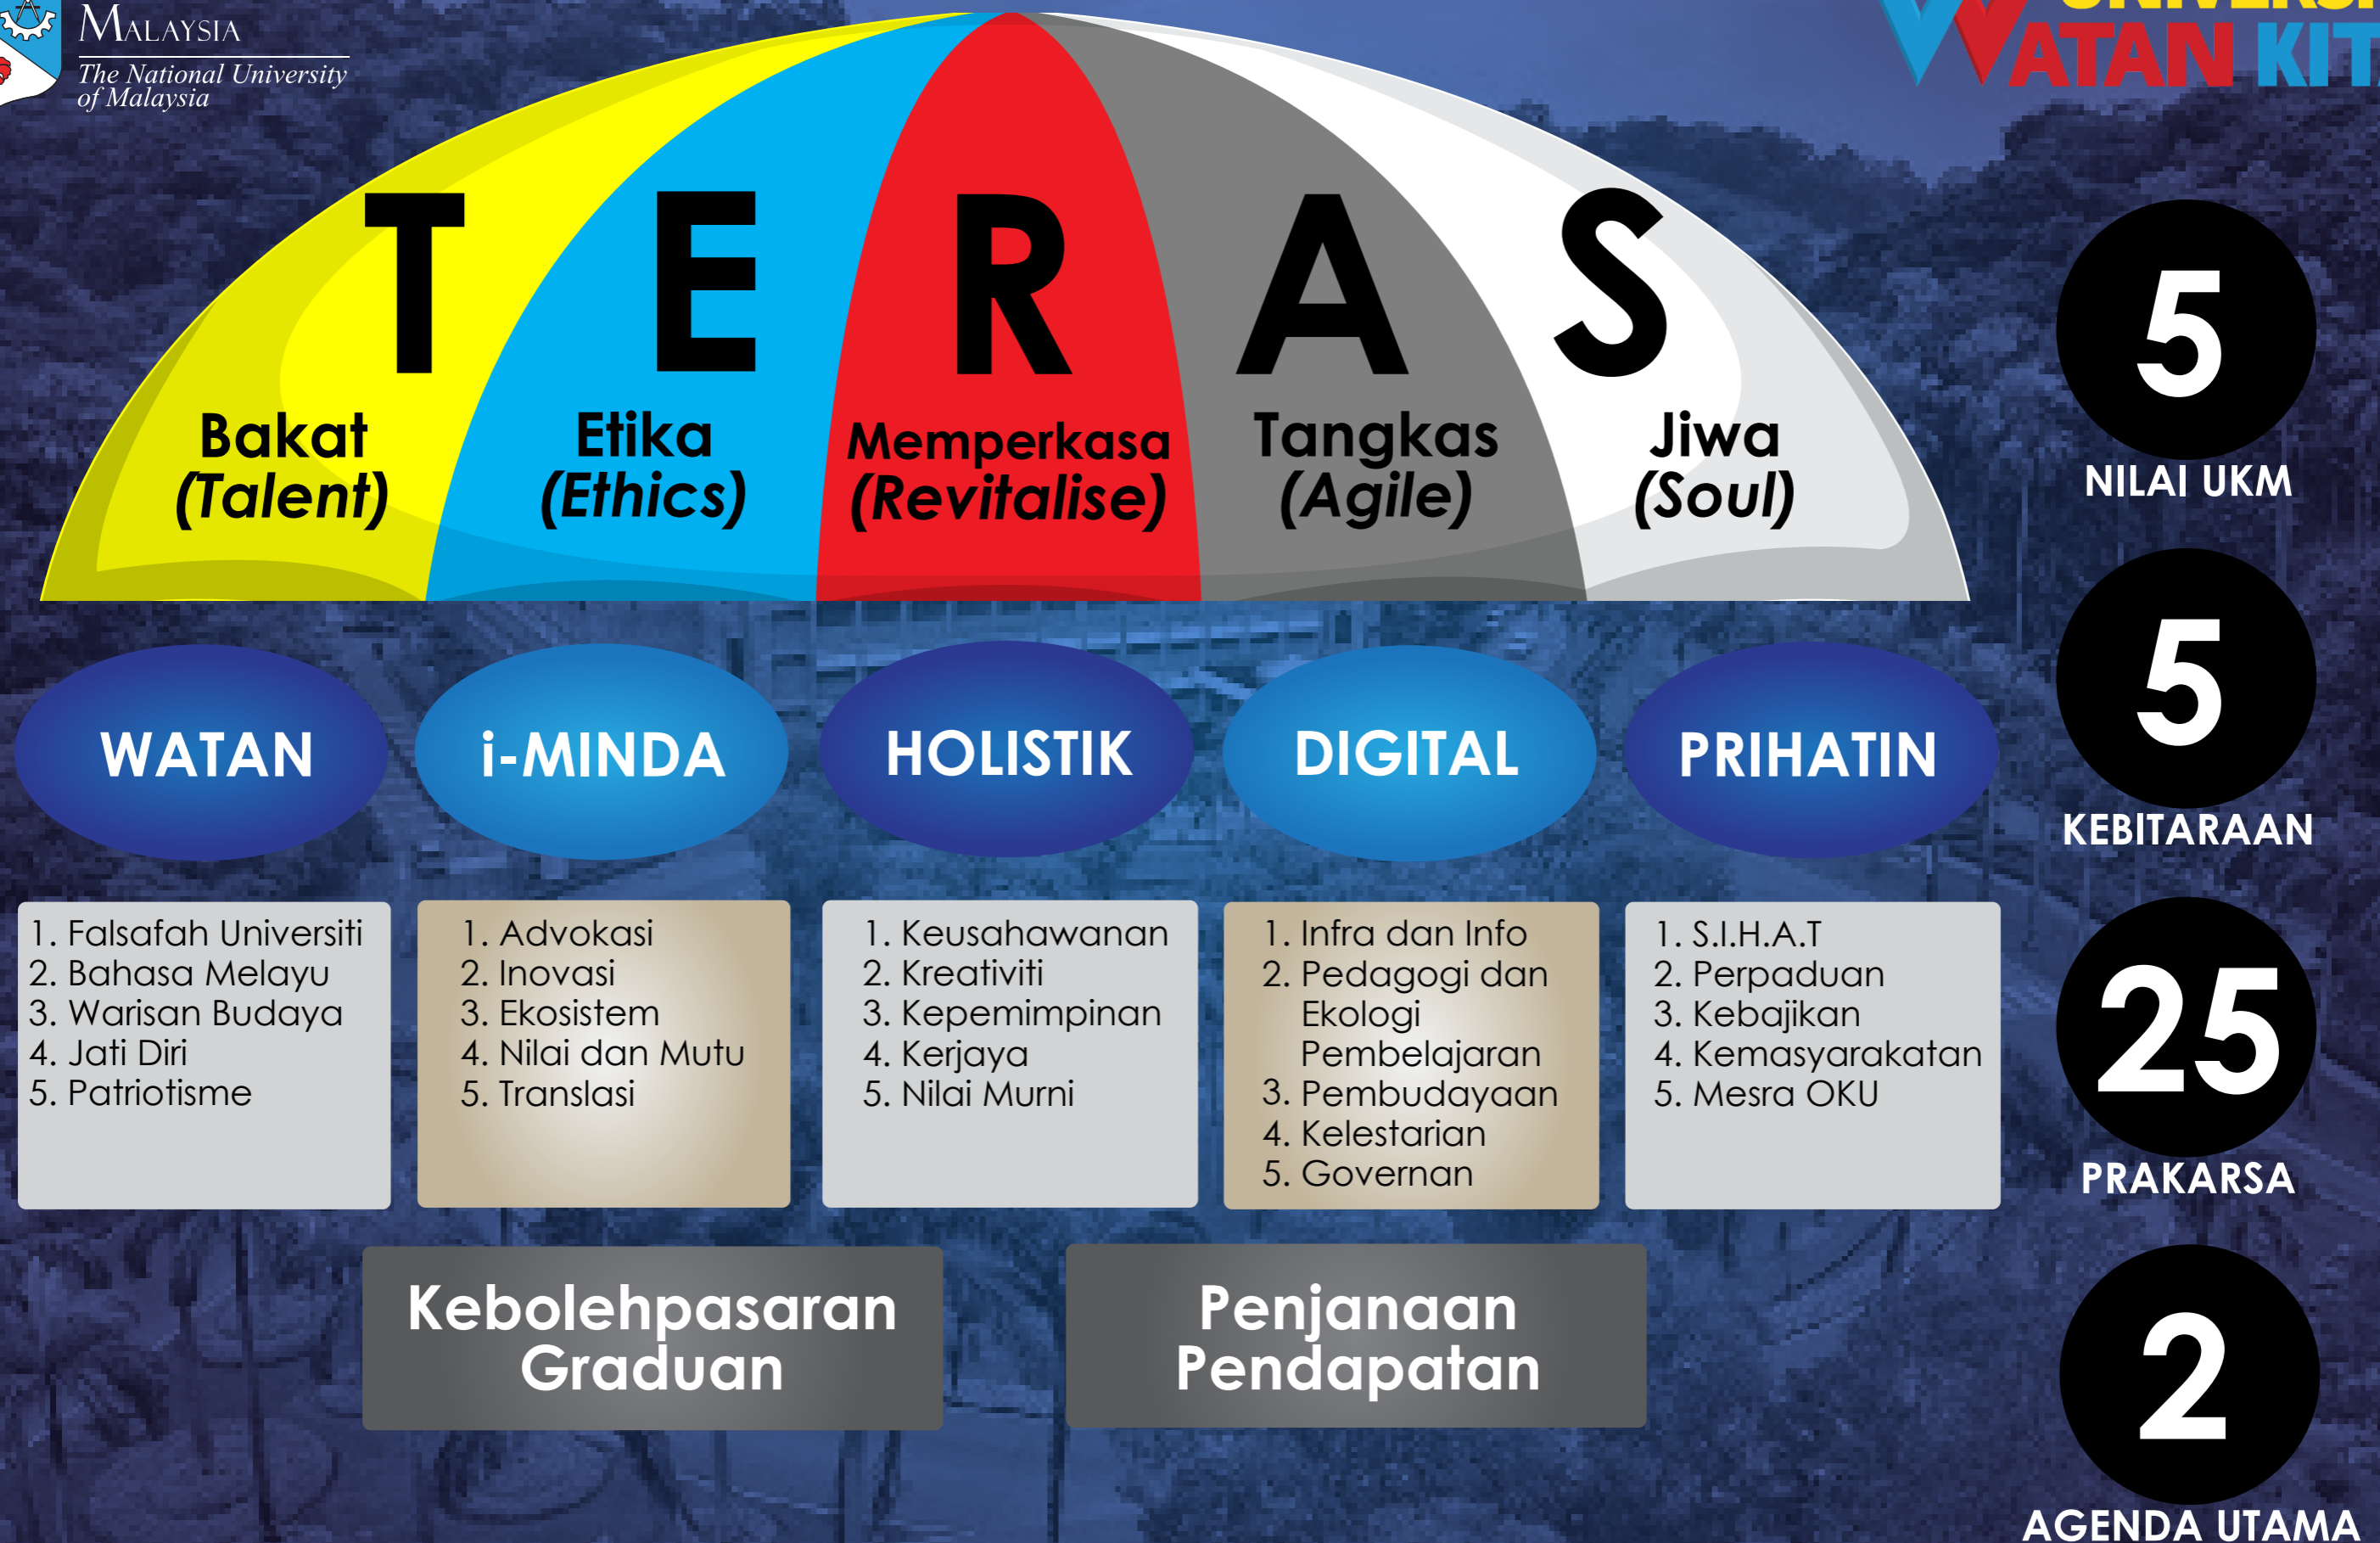 MALAYSIA
The National University
of Malaysia
WATAN KITA
T E R A S
Bakat
(Talent)
Etika
(Ethics)
Memperkasa
(Revitalise)
Tangkas
(Agile)
Jiwa
(Soul)
5
NILAI UKM
WATAN
i-MINDA
HOLISTIK
DIGITAL
PRIHATIN
5
KEBITARAAN
1. Falsafah Universiti
2. Bahasa Melayu
3. Warisan Budaya
4. Jati Diri
5. Patriotisme
1. Advokasi
2. Inovasi
3. Ekosistem
4. Nilai dan Mutu
5. Translasi
1. Keusahawanan
2. Kreativiti
3. Kepemimpinan
4. Kerjaya
5. Nilai Murni
1. Infra dan Info
2. Pedagogi dan
Ekologi
Pembelajaran
3. Pembudayaan
4. Kelestarian
5. Governan
1. S.I.H.A.T
2. Perpaduan
3. Kebajikan
4. Kemasyarakatan
5. Mesra OKU
25
PRAKARSA
Kebolehpasaran
Graduan
Penjanaan
Pendapatan
2
AGENDA UTAMA